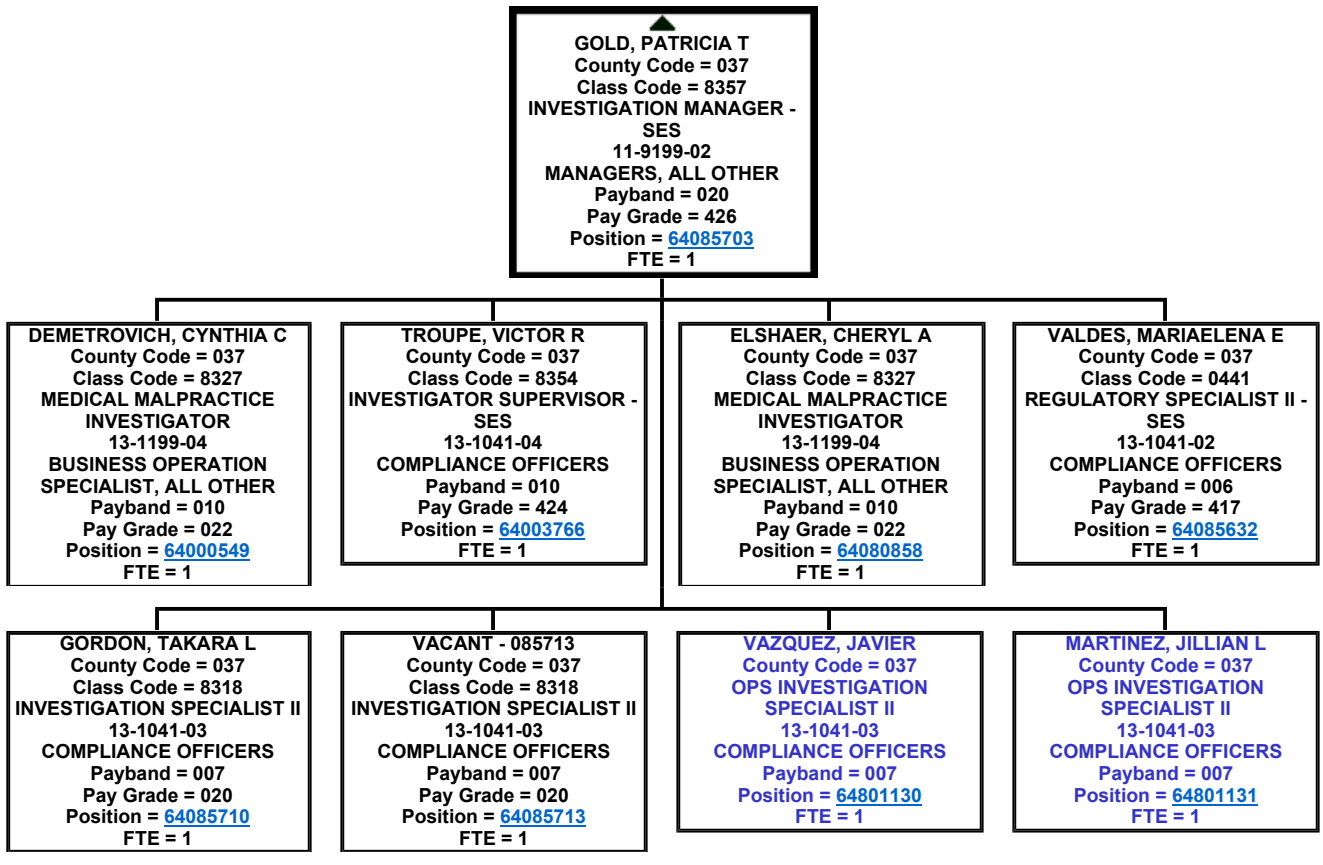 GOLD, PATRICIA T
County Code = 037
Class Code = 8357
INVESTIGATION MANAGER -
SES
11-9199-02
MANAGERS, ALL OTHER
Payband = 020
Pay Grade = 426
Position = 64085703
FTE = 1
DEMETROVICH, CYNTHIA C
County Code = 037
Class Code = 8327
MEDICAL MALPRACTICE
INVESTIGATOR
13-1199-04
BUSINESS OPERATION
SPECIALIST, ALL OTHER
Payband = 010
Pay Grade = 022
Position = 64000549
FTE = 1
TROUPE, VICTOR R
County Code = 037
Class Code = 8354
INVESTIGATOR SUPERVISOR -
SES
13-1041-04
COMPLIANCE OFFICERS
Payband = 010
Pay Grade = 424
Position = 64003766
FTE = 1
ELSHAER, CHERYL A
County Code = 037
Class Code = 8327
MEDICAL MALPRACTICE
INVESTIGATOR
13-1199-04
BUSINESS OPERATION
SPECIALIST, ALL OTHER
Payband = 010
Pay Grade = 022
Position = 64080858
FTE = 1
VALDES, MARIAELENA E
County Code = 037
Class Code = 0441
REGULATORY SPECIALIST II -
SES
13-1041-02
COMPLIANCE OFFICERS
Payband = 006
Pay Grade = 417
Position = 64085632
FTE = 1
GORDON, TAKARA L
County Code = 037
Class Code = 8318
INVESTIGATION SPECIALIST II
13-1041-03
COMPLIANCE OFFICERS
Payband = 007
Pay Grade = 020
Position = 64085710
FTE = 1
VACANT - 085713
County Code = 037
Class Code = 8318
INVESTIGATION SPECIALIST II
13-1041-03
COMPLIANCE OFFICERS
Payband = 007
Pay Grade = 020
Position = 64085713
FTE = 1
VAZQUEZ, JAVIER
County Code = 037
OPS INVESTIGATION
SPECIALIST II
13-1041-03
COMPLIANCE OFFICERS
Payband = 007
Position = 64801130
FTE = 1
MARTINEZ, JILLIAN L
County Code = 037
OPS INVESTIGATION
SPECIALIST II
13-1041-03
COMPLIANCE OFFICERS
Payband = 007
Position = 64801131
FTE = 1